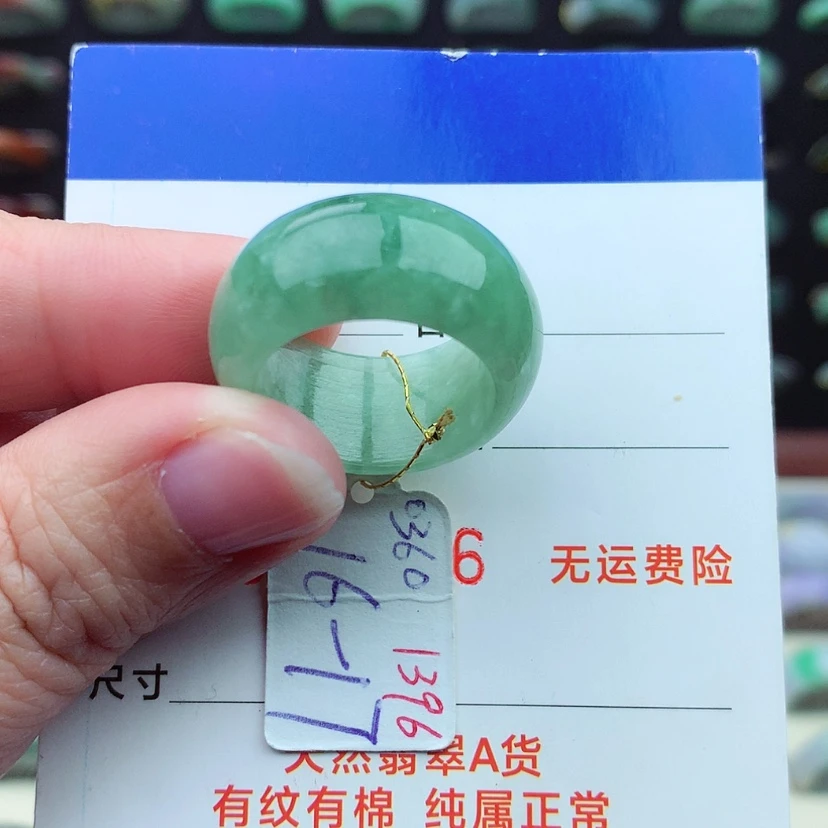 6 无运费险
0360
1396
16-17
尺寸
天然翡翠A货
有纹有棉 纯属正常